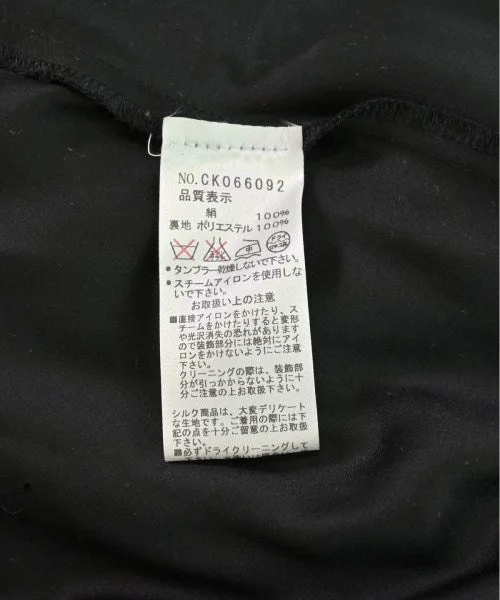 NO.CK066092
品質表示
絹 100%
裏地 ポリエステル 100%
中 ドライ
●タンブラー乾燥しないで下さい。
●スチームアイロンを使用しな
いで下さい。
お取扱い上の注意
■直接アイロンをかけたり、ス
チームをかけたりすると変形
や光沢消失の恐れがあります
ので装飾部分には絶対にアイ
ロンをかけないようにご注意
下さい。
クリーニングの際は、装飾部
分が引っかからないように十
分ご注意の上お取扱下さい。
シルク商品は、大変デリケート
な生地です。ご着用の際は下
記の点を十分ご留意の上お取扱
下さい。
■必ずドライクリーニングして